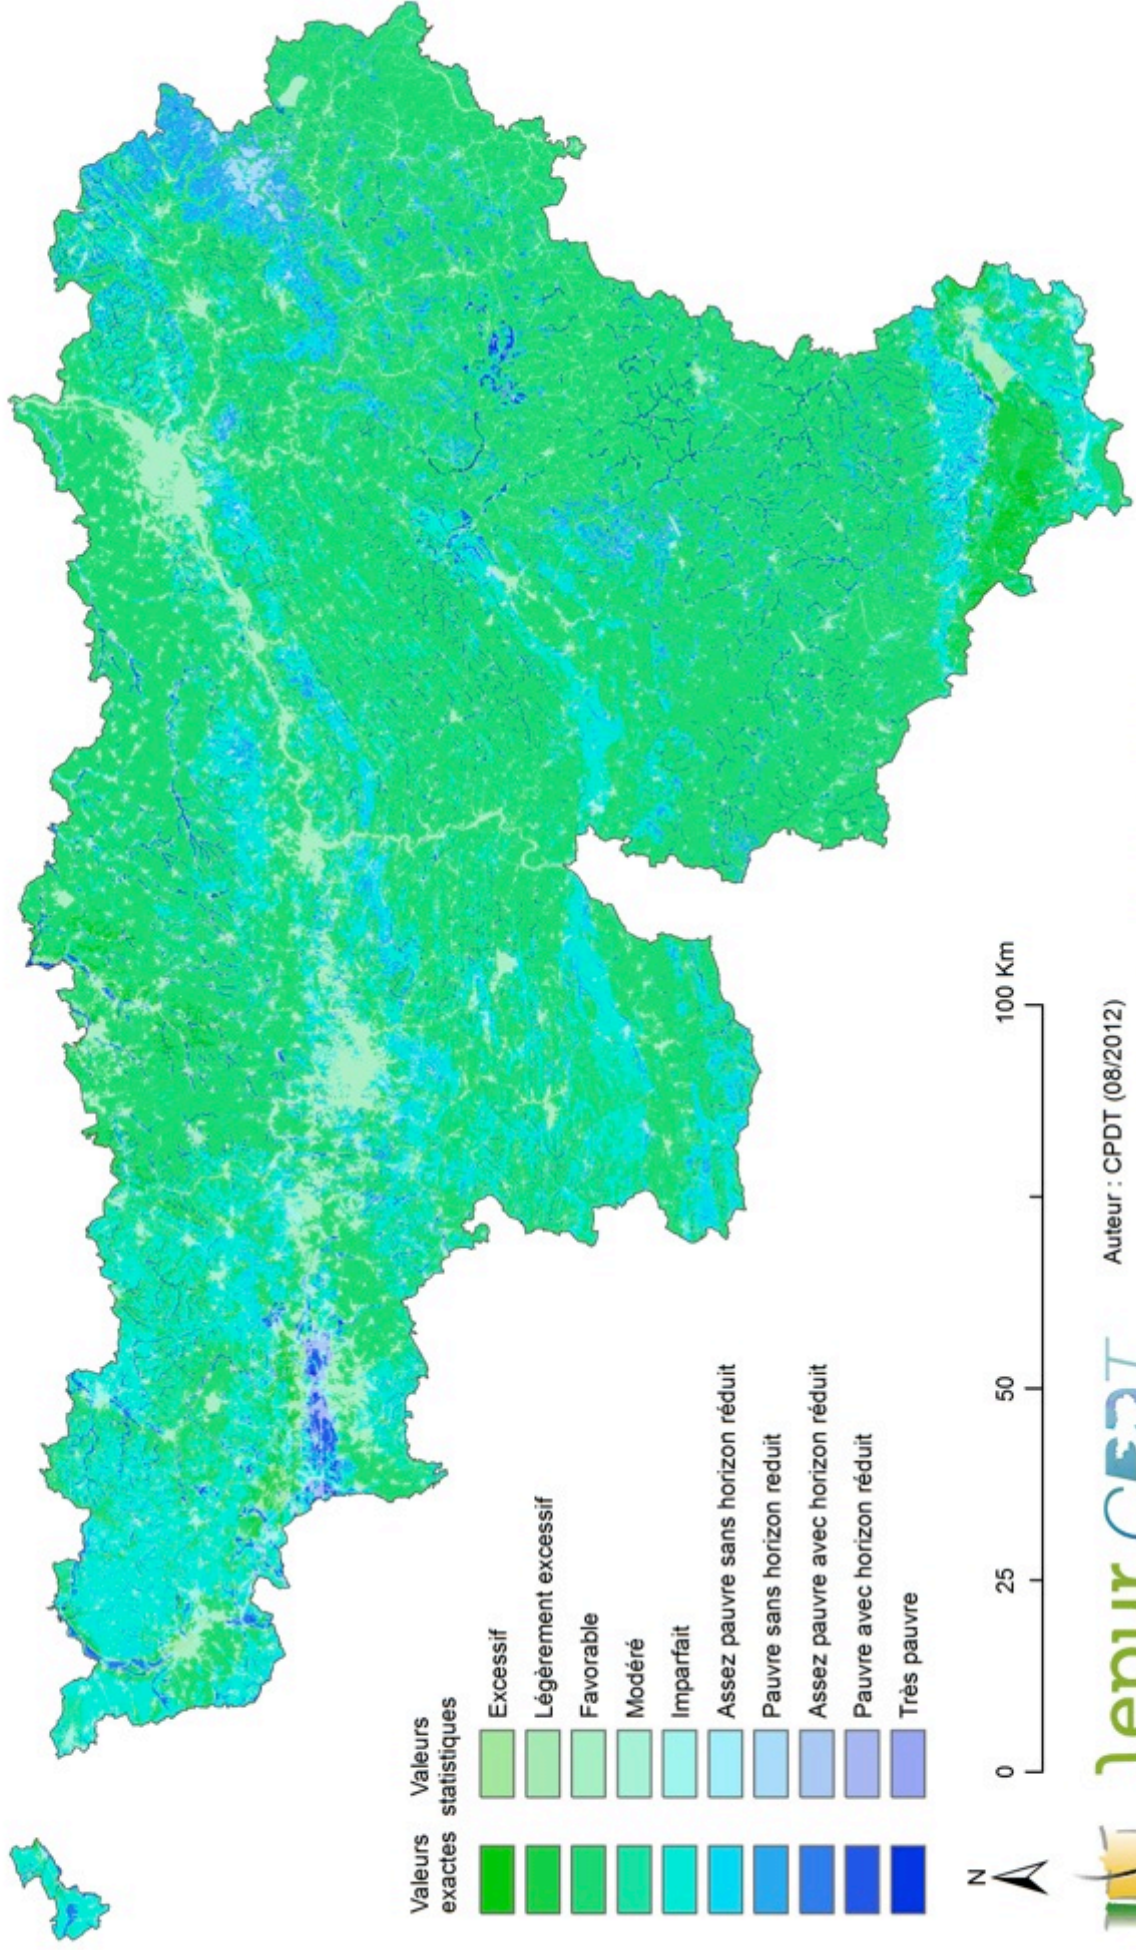 Valeurs exactes
Valeurs statistiques
Excessif
Légèrement excessif
Favorable
Modéré
Imparfait
Assez pauvre sans horizon réduit
Pauvre sans horizon reduit
Assez pauvre avec horizon réduit
Pauvre avec horizon réduit
Très pauvre
N
0 25 50 100 Km
lepur CPDT
Auteur : CPDT (08/2012)